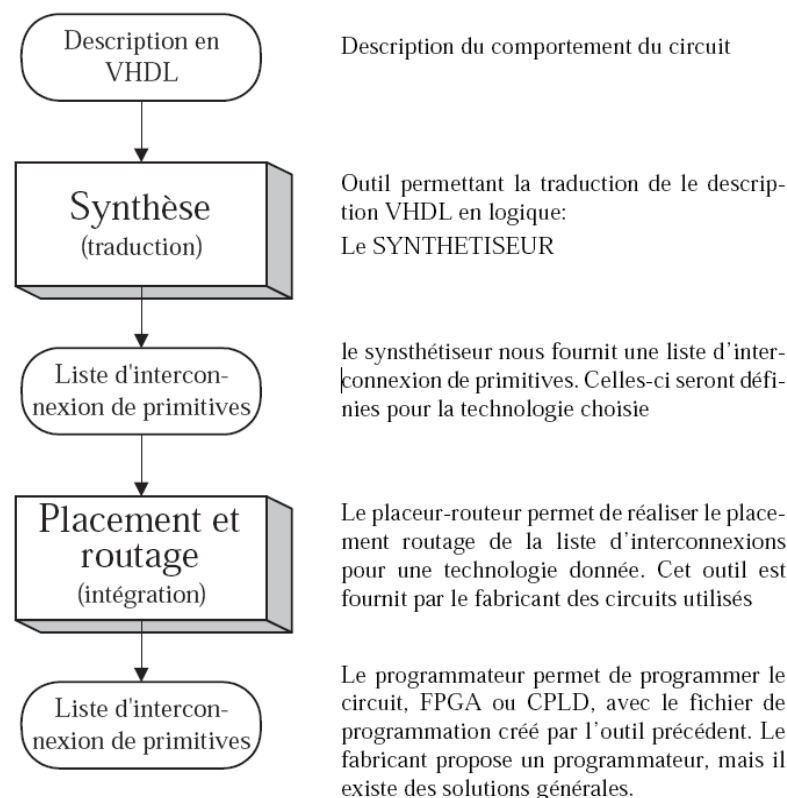 Description en
VHDL
Description du comportement du circuit
Synthèse
(traduction)
Outil permettant la traduction de le descrip-
tion VHDL en logique:
Le SYNTHETISEUR
Liste d'intercon-
nexion de primitives
le synsthétiseur nous fournit une liste d'inter-
connexion de primitives. Celles-ci seront défi-
nies pour la technologie choisie
Placement et
routage
(intégration)
Le placeur-routeur permet de réaliser le place-
ment routage de la liste d'interconnexions
pour une technologie donnée. Cet outil est
fournit par le fabricant des circuits utilisés
Liste d'intercon-
nexion de primitives
Le programmateur permet de programmer le
circuit, FPGA ou CPLD, avec le fichier de
programmation créé par l'outil précédent. Le
fabricant propose un programmateur, mais il
existe des solutions générales.